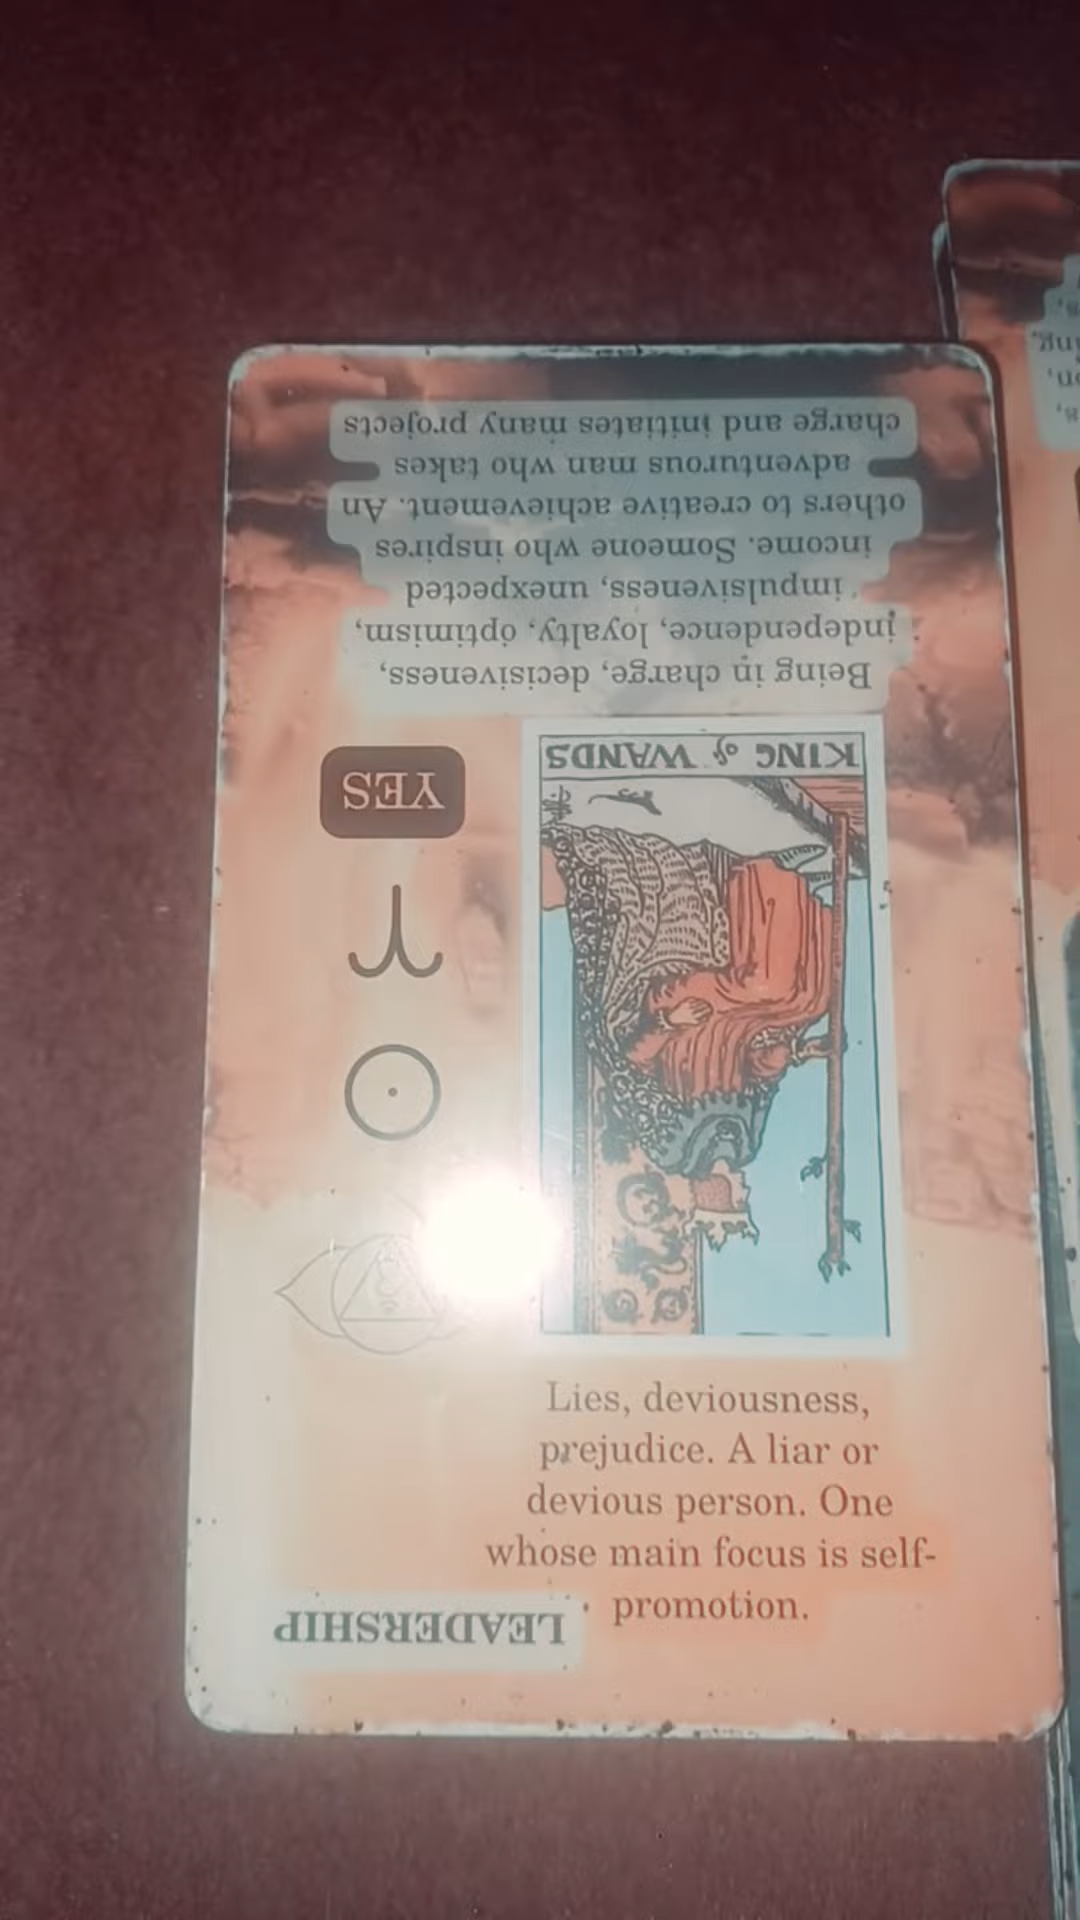 LEADERSHIP
KING of WANDS
YES
Being in charge, decisiveness,
independence, loyalty, optimism,
impulsiveness, unexpected
income. Someone who inspires
others to creative achievement. An
adventurous man who takes
charge and initiates many projects
Lies, deviousness,
prejudice. A liar or
devious person. One
whose main focus is self-
promotion.